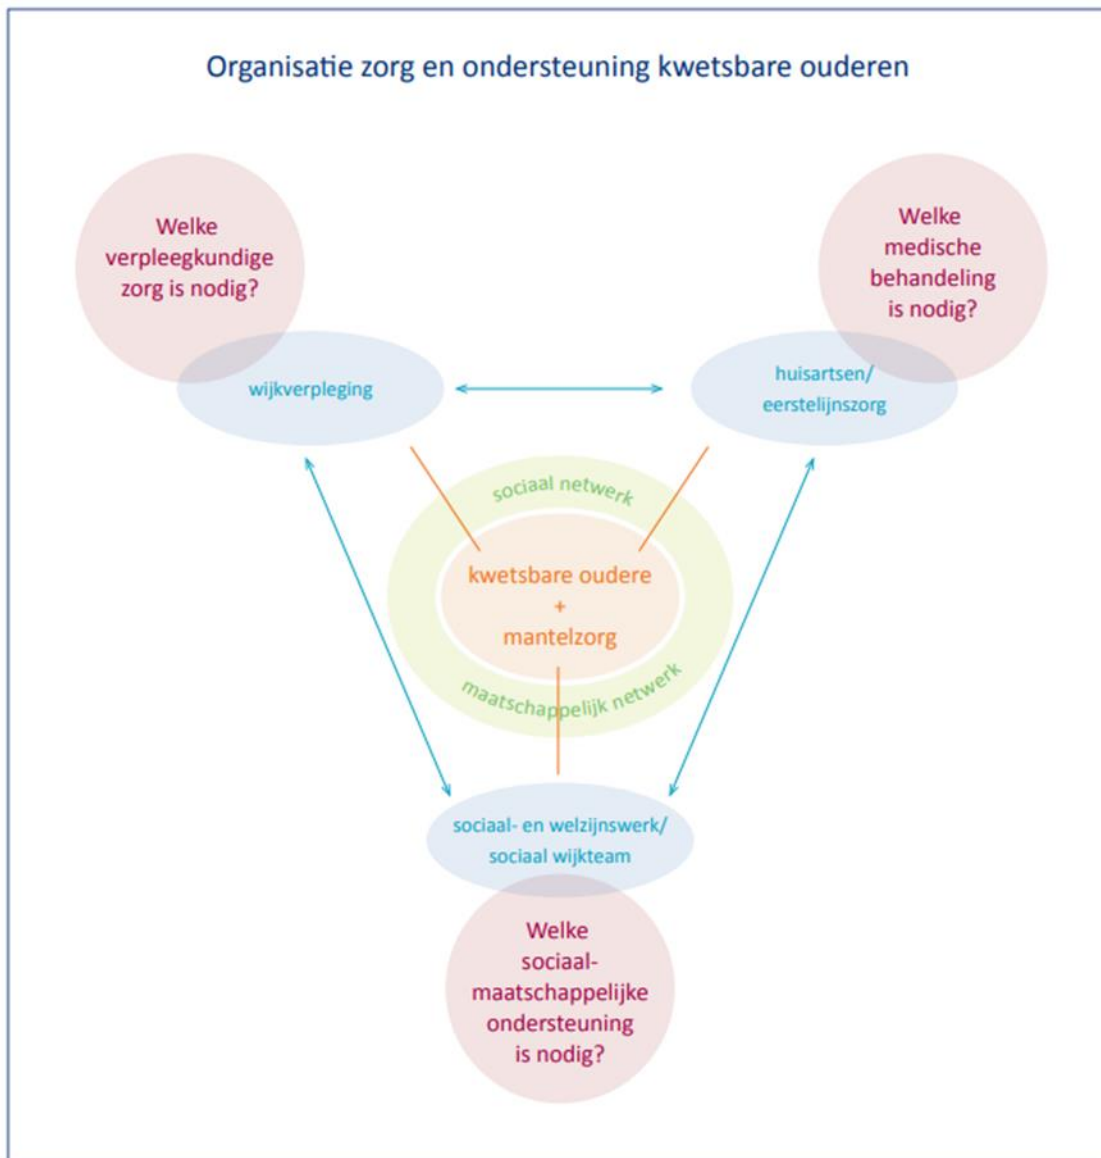 Organisatie zorg en ondersteuning kwetsbare ouderen
Welke
verpleegkundige
zorg is nodig?
Welke
medische
behandeling
is nodig?
wijkverpleging
huisartsen/
eerstelijnszorg
sociaal netwerk
kwetsbare oudere
+
mantelzorg
maatschappelijk netwerk
sociaal- en welzijnswerk/
sociaal wijkteam
Welke
sociaal-
maatschappelijke
ondersteuning
is nodig?